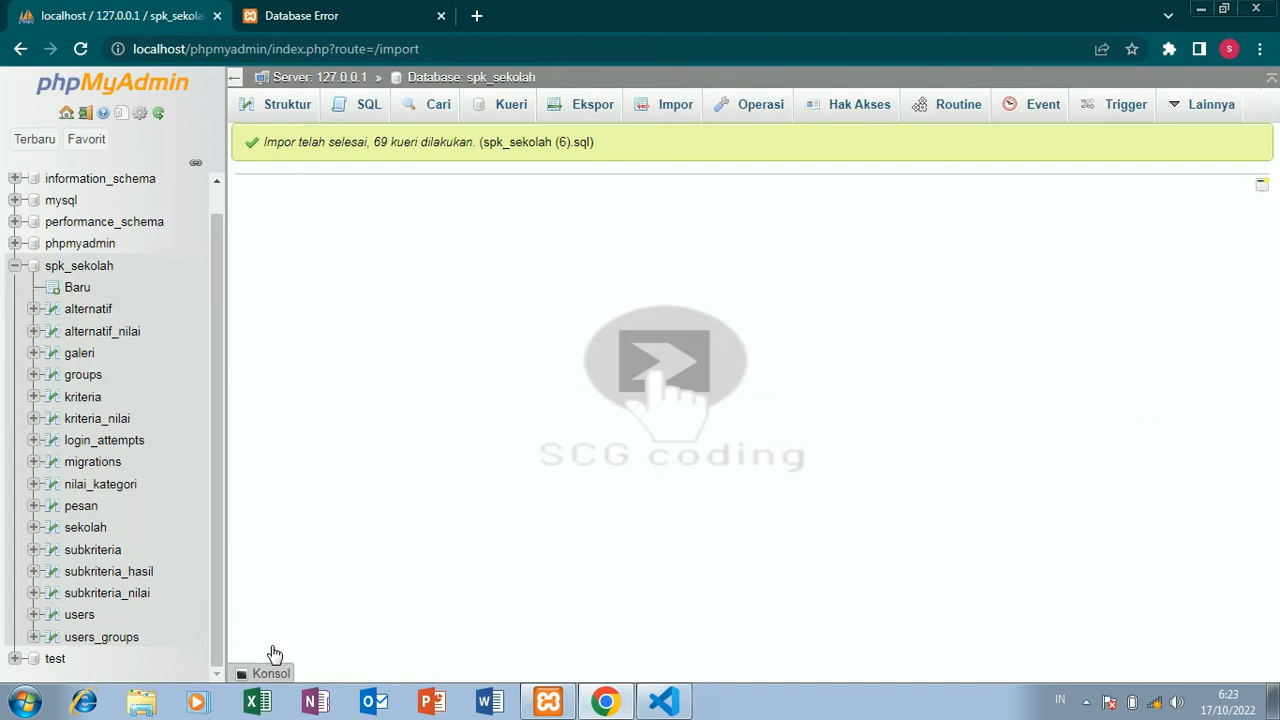 localhost / 127.0.0.1 / spk_sekola
Database Error
localhost/phpmyadmin/index.php?route=/import
S
phpMyAdmin
Terbaru
Favorit
information_schema
mysql
performance_schema
phpmyadmin
spk_sekolah
Baru
alternatif
alternatif_nilai
galeri
groups
kriteria
kriteria_nilai
login_attempts
migrations
nilai_kategori
pesan
sekolah
subkriteria
subkriteria_hasil
subkriteria_nilai
users
users_groups
test
Server: 127.0.0.1 » Database: spk_sekolah
Struktur
SQL
Cari
Kueri
Ekspor
Impor
Operasi
Hak Akses
Routine
Event
Trigger
Lainnya
Impor telah selesai, 69 kueri dilakukan. (spk_sekolah (6).sql)
SCG coding
Konsol
IN
6:23
17/10/2022